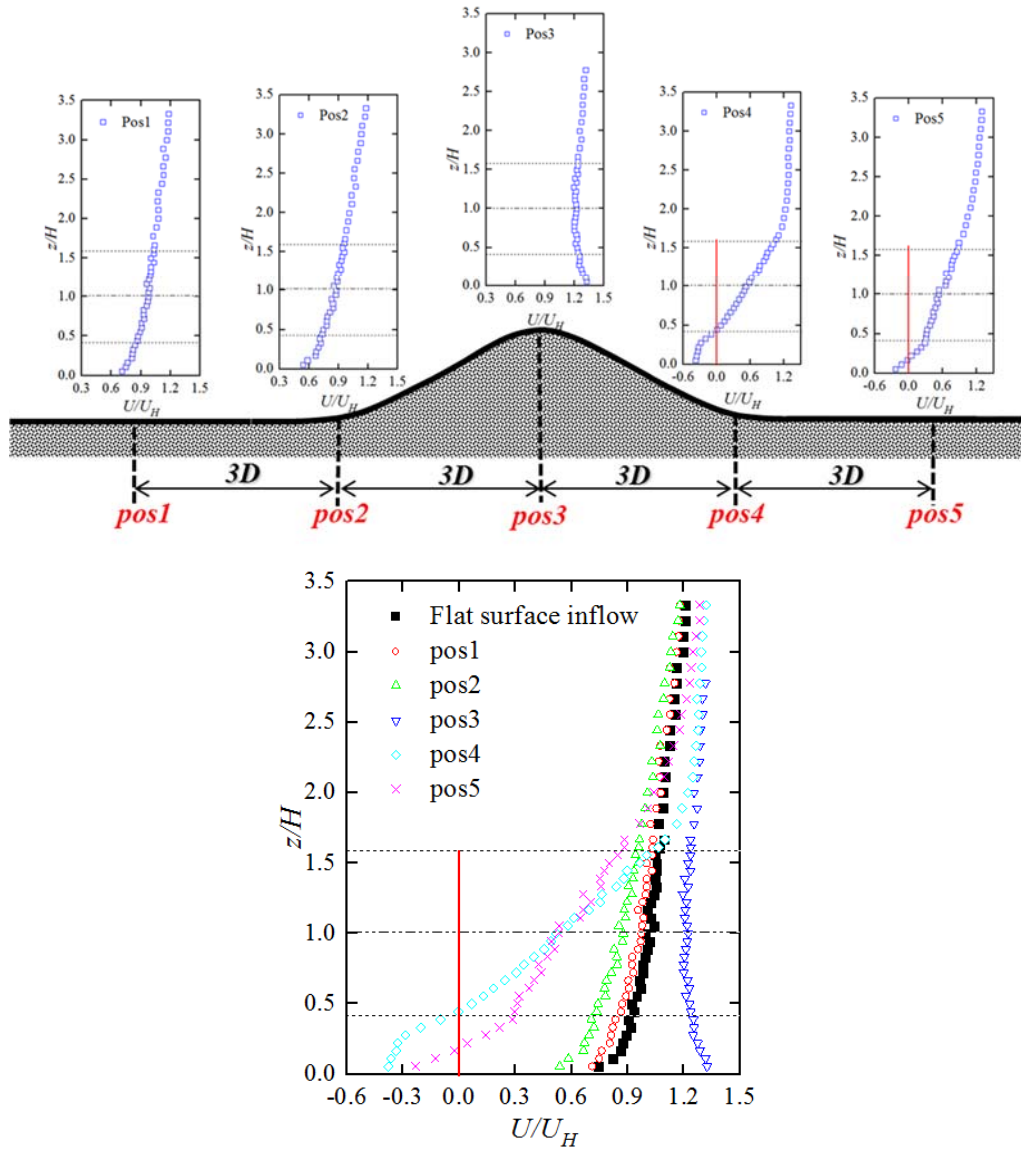 Pos3
3.5
3.0
2.5
2.0
1.5
1.0
0.5
0.0
z/H
0.3 0.6 0.9 1.2 1.5
U/U_H
Pos1
3.5
3.0
2.5
2.0
1.5
1.0
0.5
0.0
z/H
0.3 0.6 0.9 1.2 1.5
U/U_H
Pos2
3.5
3.0
2.5
2.0
1.5
1.0
0.5
0.0
z/H
0.3 0.6 0.9 1.2 1.5
U/U_H
Pos4
3.5
3.0
2.5
2.0
1.5
1.0
0.5
0.0
z/H
-0.6 0.0 0.6 1.2
U/U_H
Pos5
3.5
3.0
2.5
2.0
1.5
1.0
0.5
0.0
z/H
-0.6 0.0 0.6 1.2
U/U_H
3D 3D 3D 3D
pos1 pos2 pos3 pos4 pos5
Flat surface inflow
pos1
pos2
pos3
pos4
pos5
3.5
3.0
2.5
2.0
1.5
1.0
0.5
0.0
z/H
-0.6 -0.3 0.0 0.3 0.6 0.9 1.2 1.5
U/U_H